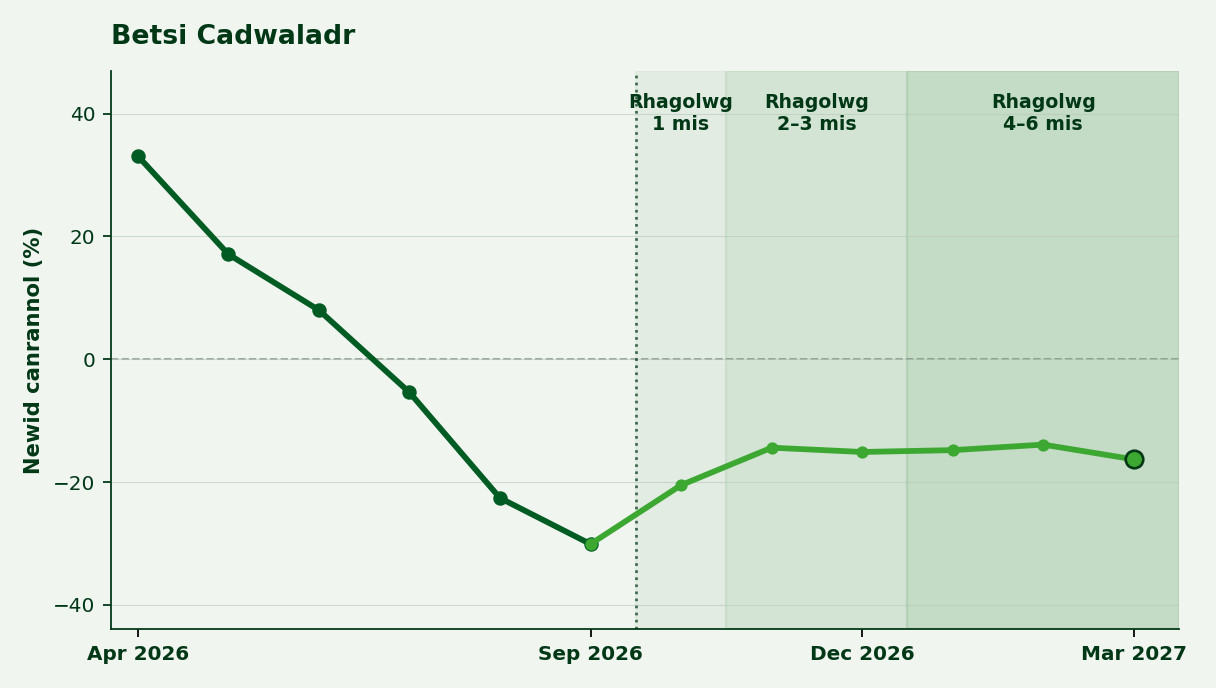 Betsi Cadwaladr
Newid canrannol (%)
40
20
0
−20
−40
Rhagolwg
1 mis
Rhagolwg
2–3 mis
Rhagolwg
4–6 mis
Apr 2026
Sep 2026
Dec 2026
Mar 2027